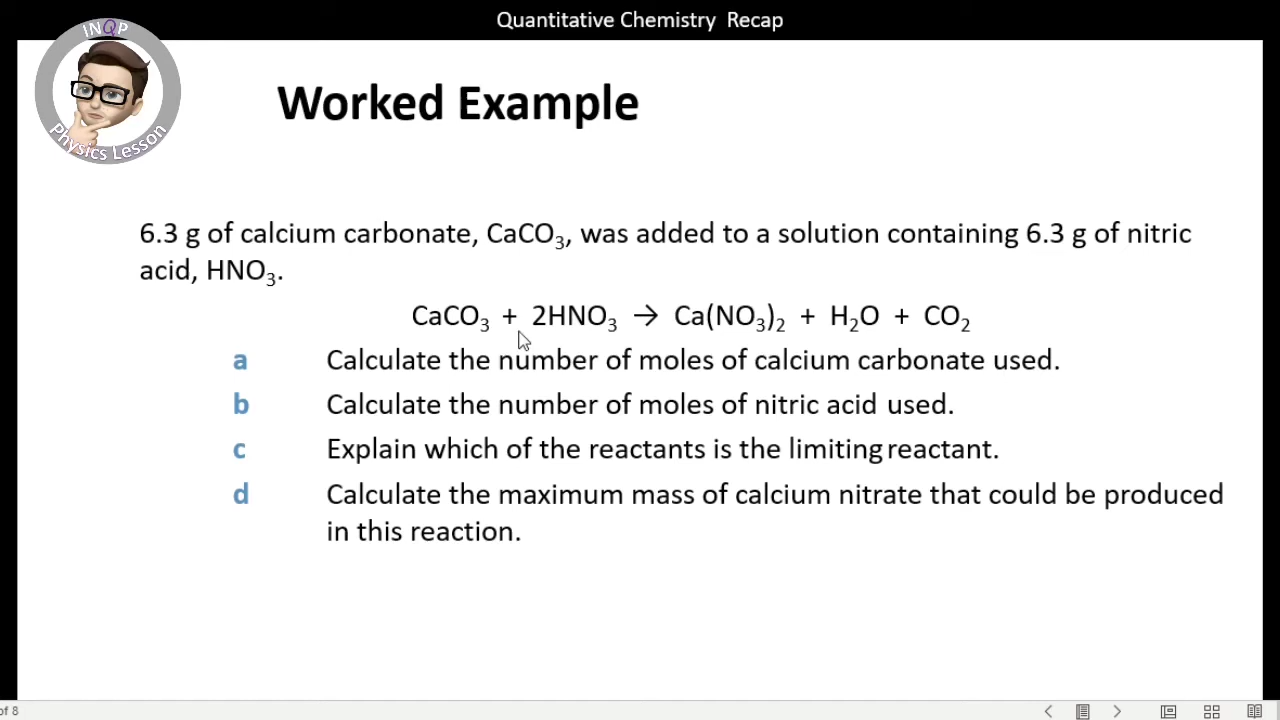 Quantitative Chemistry Recap
INQP
Physics Lesson
Worked Example
6.3 g of calcium carbonate, CaCO₃, was added to a solution containing 6.3 g of nitric
acid, HNO₃.
CaCO₃ + 2HNO₃ → Ca(NO₃)₂ + H₂O + CO₂
a Calculate the number of moles of calcium carbonate used.
b Calculate the number of moles of nitric acid used.
c Explain which of the reactants is the limiting reactant.
d Calculate the maximum mass of calcium nitrate that could be produced
in this reaction.
of 8